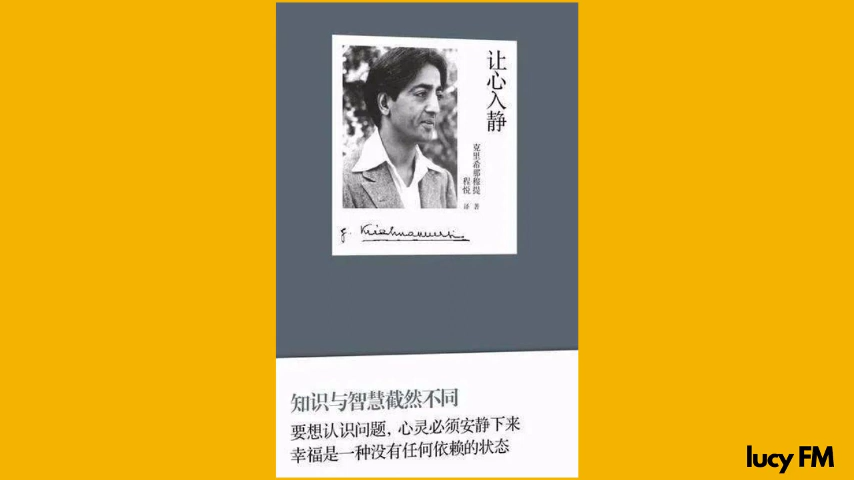 让心入静
克里希那穆提 著
程悦 译
J. Krishnamurti
知识与智慧截然不同
要想认识问题，心灵必须安静下来
幸福是一种没有任何依赖的状态
lucy FM